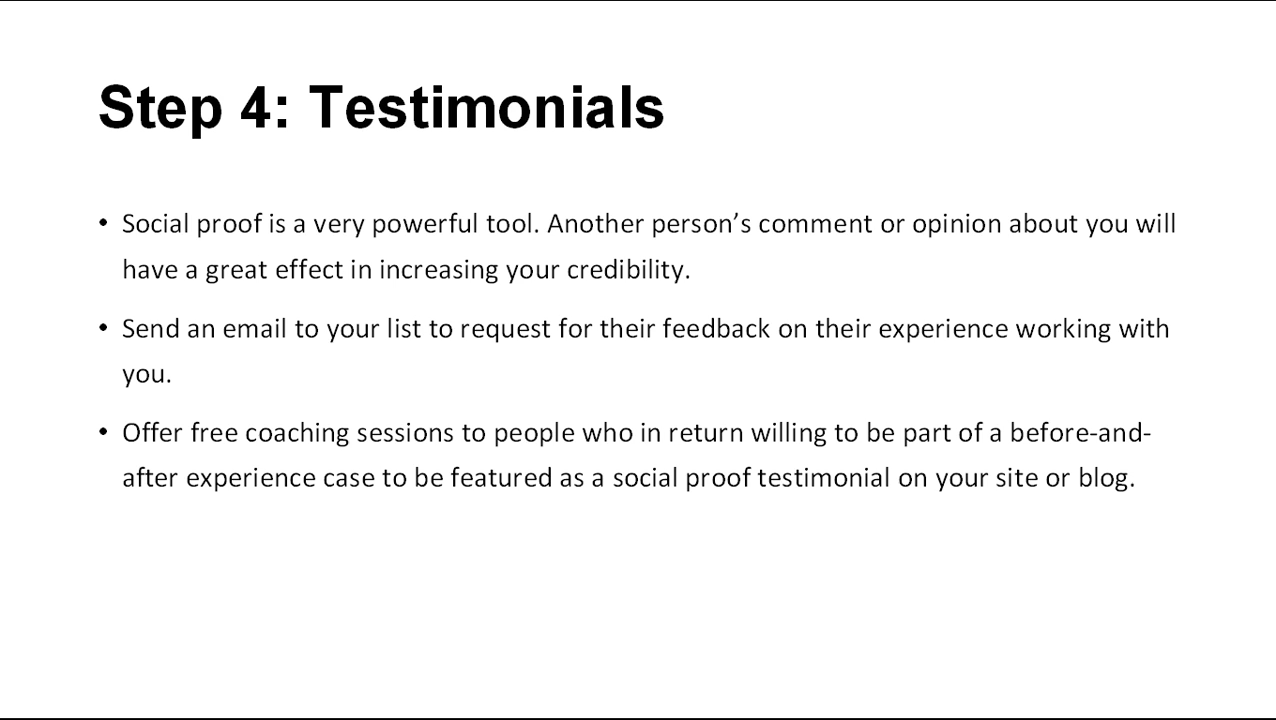 Step 4: Testimonials
• Social proof is a very powerful tool. Another person’s comment or opinion about you will
have a great effect in increasing your credibility.
• Send an email to your list to request for their feedback on their experience working with
you.
• Offer free coaching sessions to people who in return willing to be part of a before-and-
after experience case to be featured as a social proof testimonial on your site or blog.